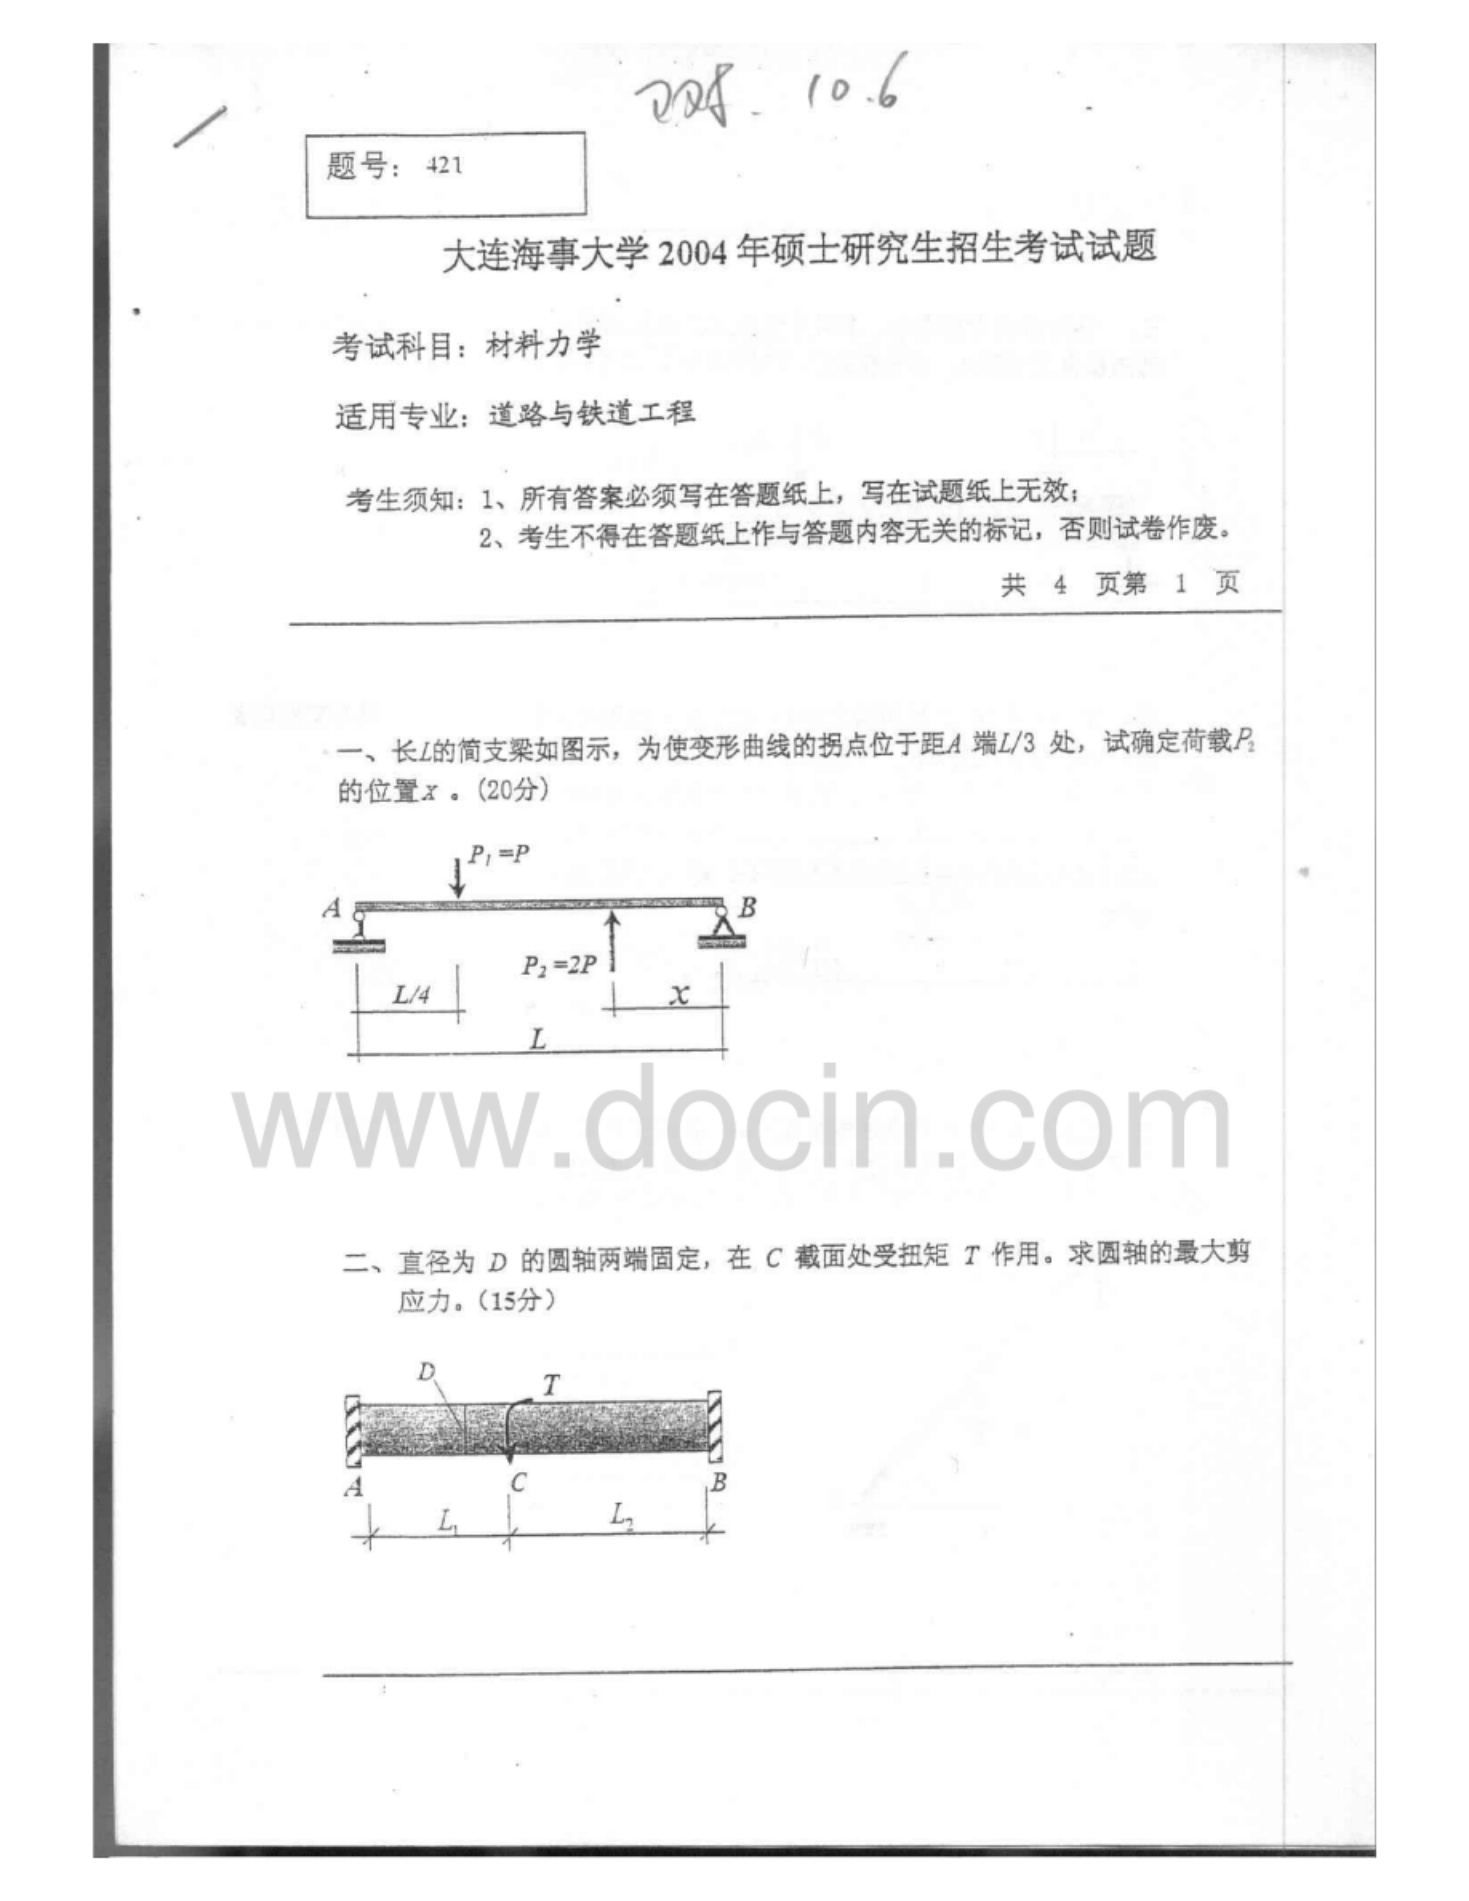 10.6
题号： 421
大连海事大学 2004 年硕士研究生招生考试试题
考试科目：材料力学
适用专业：道路与铁道工程
考生须知：1、所有答案必须写在答题纸上，写在试题纸上无效；
2、考生不得在答题纸上作与答题内容无关的标记，否则试卷作废。
共 4 页第 1 页
一、长L的简支梁如图示，为使变形曲线的拐点位于距A 端L/3 处，试确定荷载P₂
的位置x 。(20分)
P₁ =P
A
B
P₂ =2P
L/4
x
L
www.docin.com
二、直径为 D 的圆轴两端固定，在 C 截面处受扭矩 T 作用。求圆轴的最大剪
应力。(15分)
D
T
A
C
B
L₁
L₂